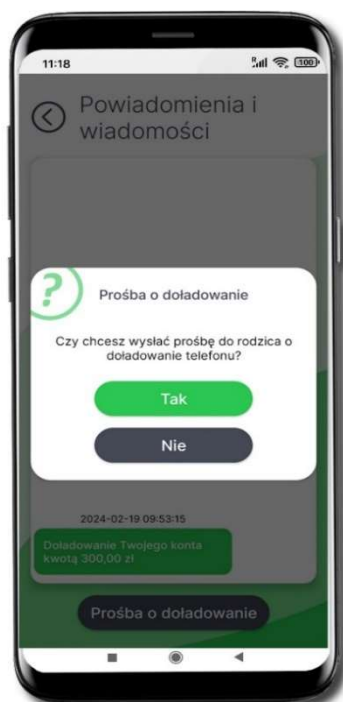 11:18
100
Powiadomienia i
wiadomości
?
Prośba o doładowanie
Czy chcesz wysłać prośbę do rodzica o
doładowanie telefonu?
Tak
Nie
2024-02-19 09:53:15
Doładowanie Twojego konta
kwotą 300,00 zł
Prośba o doładowanie